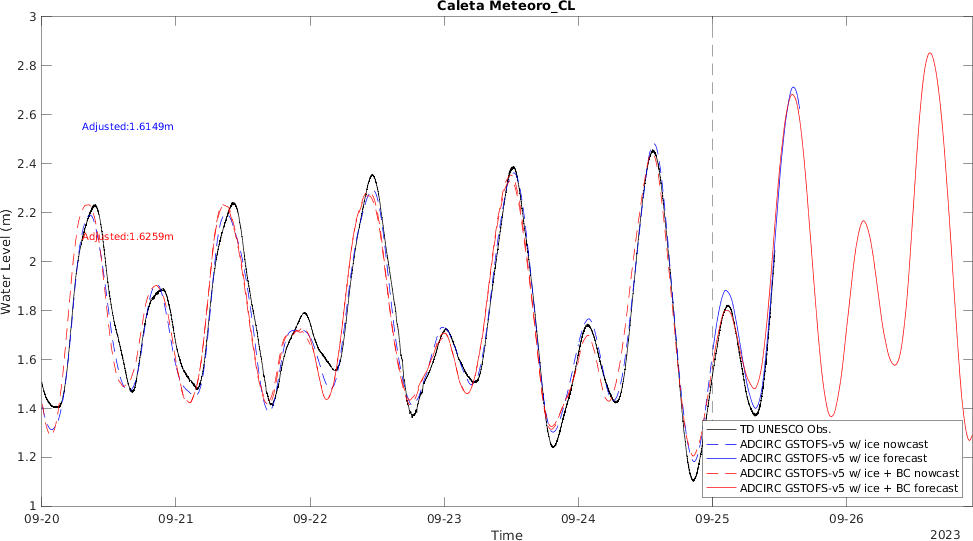 Caleta Meteoro_CL
3
2.8
2.6
2.4
2.2
2
1.8
1.6
1.4
1.2
1
Water Level (m)
Adjusted:1.6149m
Adjusted:1.6259m
TD UNESCO Obs.
ADCIRC GSTOFS-v5 w/ ice nowcast
ADCIRC GSTOFS-v5 w/ ice forecast
ADCIRC GSTOFS-v5 w/ ice + BC nowcast
ADCIRC GSTOFS-v5 w/ ice + BC forecast
09-20 09-21 09-22 09-23 09-24 09-25 09-26
Time
2023